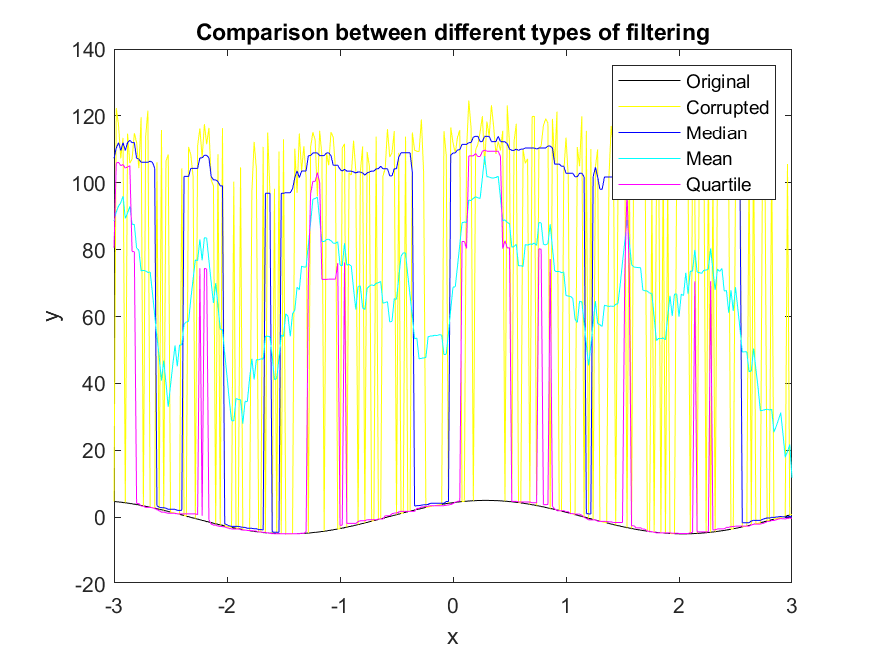 Comparison between different types of filtering
140
120
100
80
60
40
20
0
-20
y
Original
Corrupted
Median
Mean
Quartile
-3 -2 -1 0 1 2 3
x